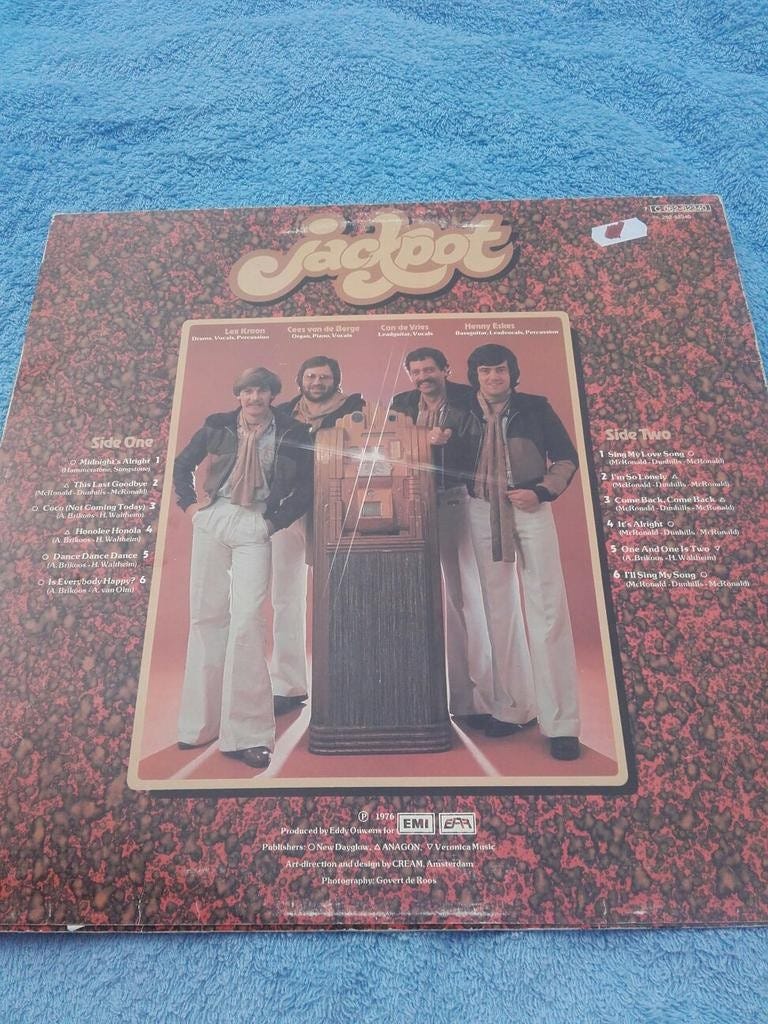 jackpot
C 062-62340
Lex Kroon
Drums, Vocals, Percussion
Cees van de Berge
Organ, Piano, Vocals
Con de Vries
Leadguitar, Vocals
Henny Eskes
Bassguitar, Leadvocals, Percussion
Side One
Midnight's Alright 1
This Last Goodbye 2
(McRonald - Dunhills - McRonald)
Coco (Not Coming Today) 3
(A. Brikoos - H. Waltheim)
Honolee Honola 4
(A. Brikoos - H. Waltheim)
Dance Dance Dance 5
(A. Brikoos - H. Waltheim)
Is Everybody Happy? 6
(A. Brikoos - A. van Olm)
Side Two
1 Sing My Love Song
(McRonald - Dunhills - McRonald)
2 I'm So Lonely
(McRonald - Dunhills - McRonald)
3 Come Back, Come Back
(McRonald - Dunhills - McRonald)
4 It's Alright
(McRonald - Dunhills - McRonald)
5 One And One Is Two
(A. Brikoos - H. Waltheim)
6 I'll Sing My Song
(McRonald - Dunhills - McRonald)
℗ 1976 EMI
Produced by Eddy Ouwens for
Publishers: ○ New Dayglow, △ ANAGON, ▽ Veronica Music
Art-direction and design by CREAM, Amsterdam
Photography: Govert de Roos